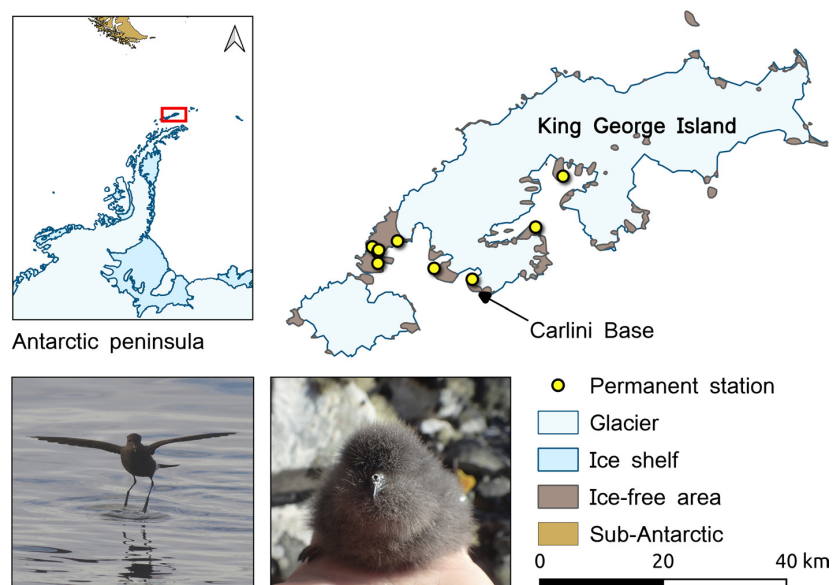 King George Island
Carlini Base
Antarctic peninsula
Permanent station
Glacier
Ice shelf
Ice-free area
Sub-Antarctic
0 20 40 km